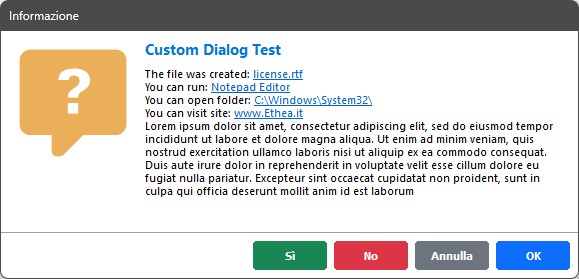 Informazione
Custom Dialog Test
The file was created: license.rtf
You can run: Notepad Editor
You can open folder: C:\Windows\System32\
You can visit site: www.Ethea.it
Lorem ipsum dolor sit amet, consectetur adipiscing elit, sed do eiusmod tempor
incididunt ut labore et dolore magna aliqua. Ut enim ad minim veniam, quis
nostrud exercitation ullamco laboris nisi ut aliquip ex ea commodo consequat.
Duis aute irure dolor in reprehenderit in voluptate velit esse cillum dolore eu
fugiat nulla pariatur. Excepteur sint occaecat cupidatat non proident, sunt in
culpa qui officia deserunt mollit anim id est laborum
?
Sì No Annulla OK